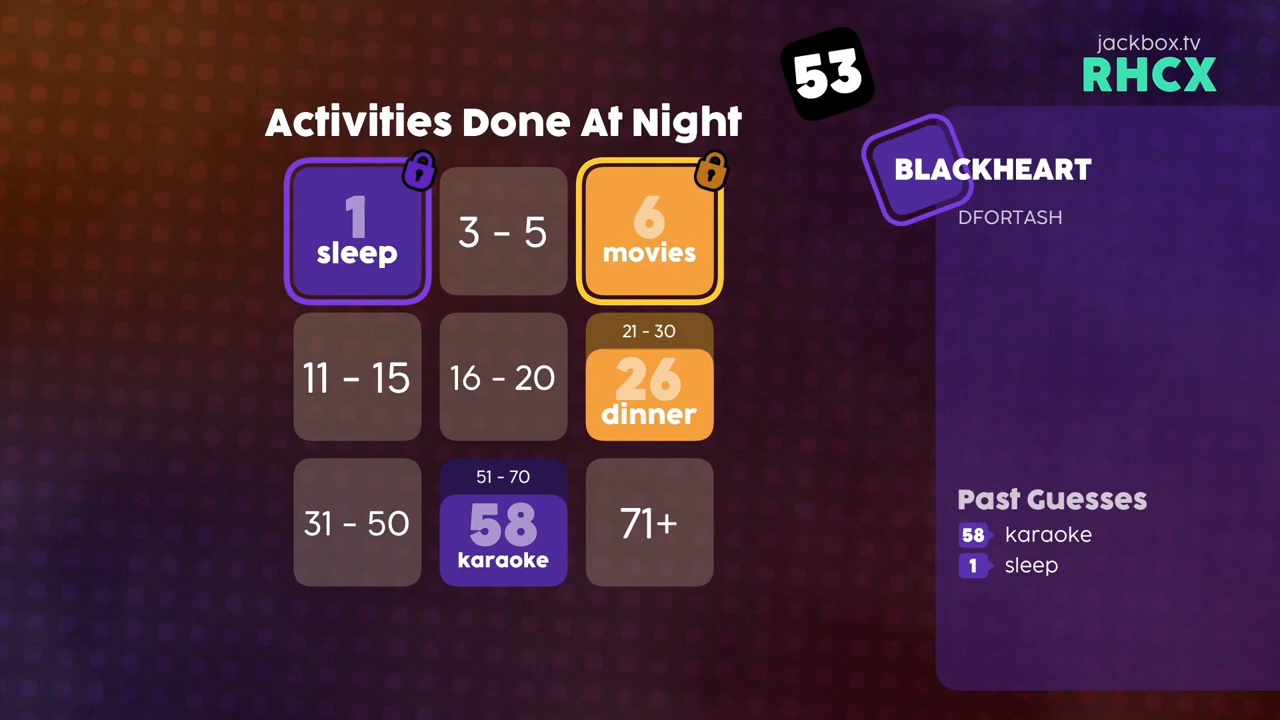 jackbox.tv
RHCX
53
Activities Done At Night
BLACKHEART
DFORTASH
1
sleep
3 - 5
6
movies
11 - 15
16 - 20
21 - 30
26
dinner
31 - 50
51 - 70
58
karaoke
71+
Past Guesses
58 karaoke
1 sleep